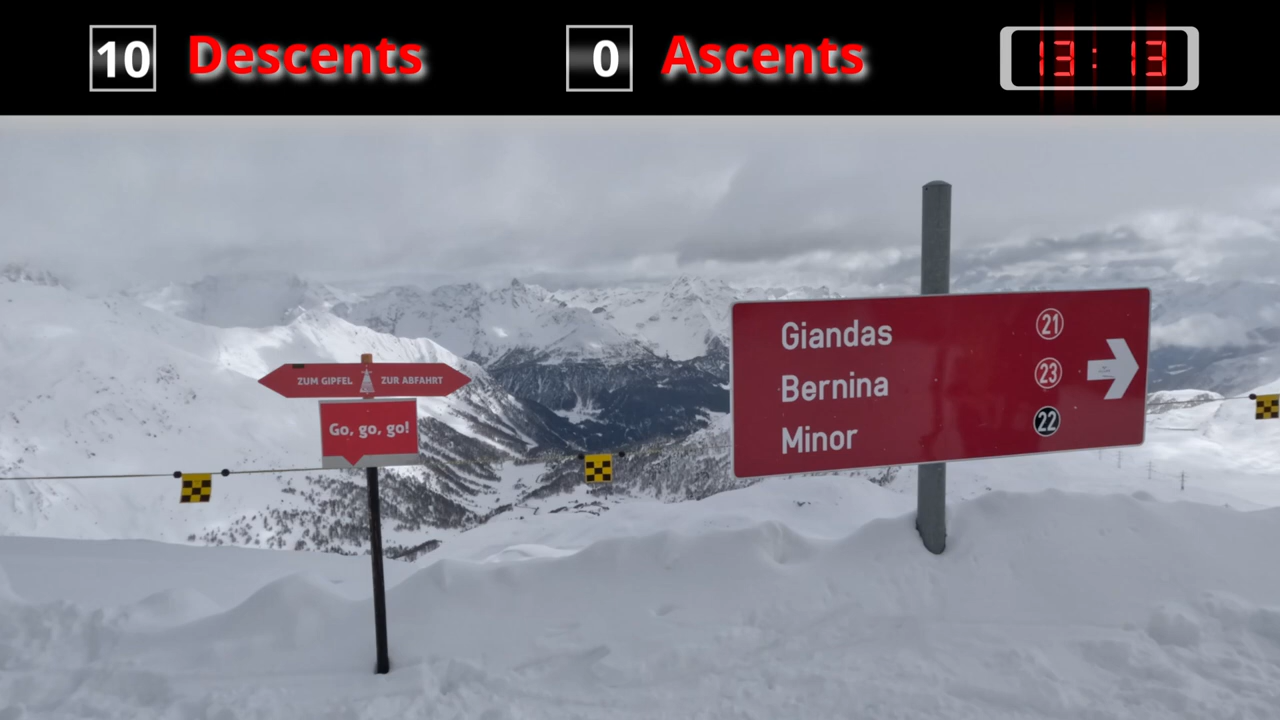 10 Descents 0 Ascents 13:13
ZUM GIPFEL ZUR ABFAHRT
Go, go, go!
Giandas 21
Bernina 23
Minor 22